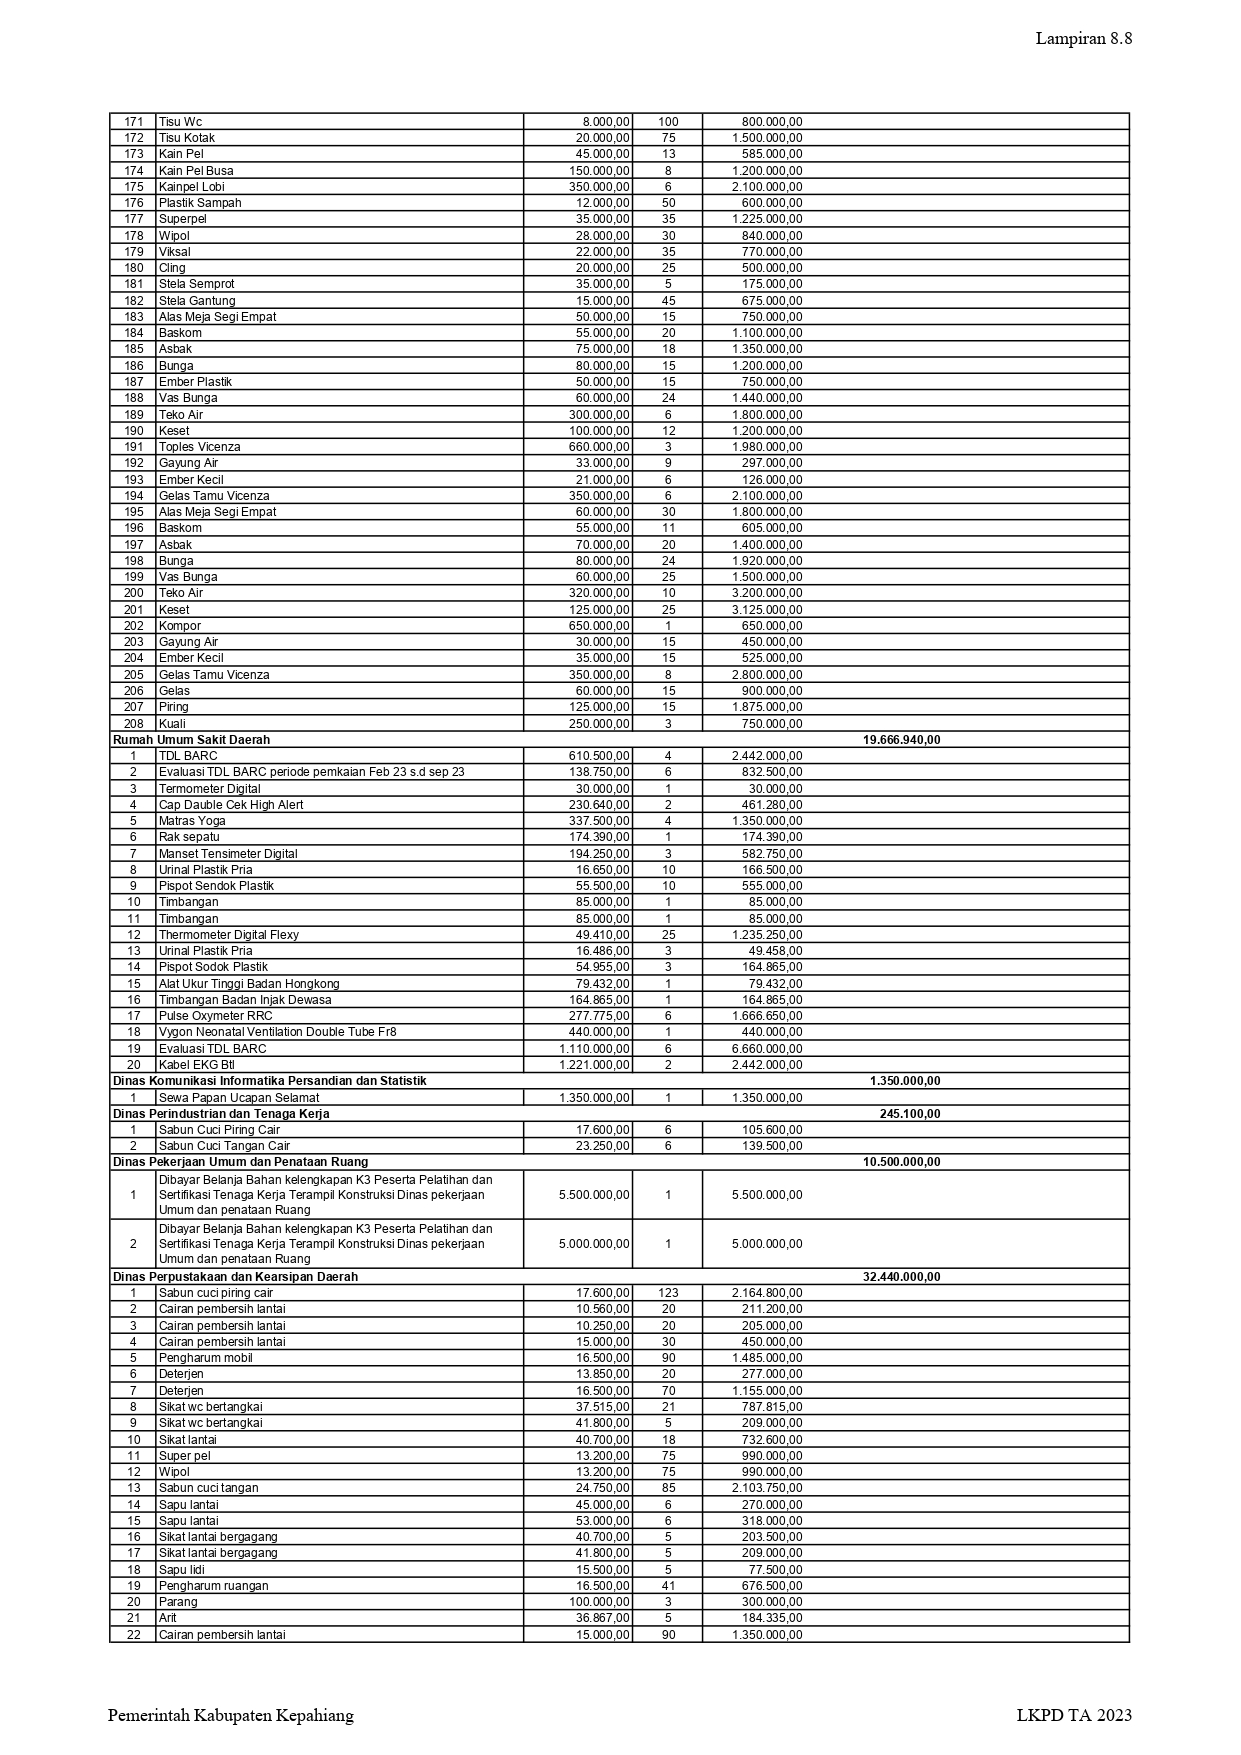 Lampiran 8.8
171 Tisu Wc 8.000,00 100 800.000,00
172 Tisu Kotak 20.000,00 75 1.500.000,00
173 Kain Pel 45.000,00 13 585.000,00
174 Kain Pel Busa 150.000,00 8 1.200.000,00
175 Kainpel Lobi 350.000,00 6 2.100.000,00
176 Plastik Sampah 12.000,00 50 600.000,00
177 Superpel 35.000,00 35 1.225.000,00
178 Wipol 28.000,00 30 840.000,00
179 Viksal 22.000,00 35 770.000,00
180 Cling 20.000,00 25 500.000,00
181 Stela Semprot 35.000,00 5 175.000,00
182 Stela Gantung 15.000,00 45 675.000,00
183 Alas Meja Segi Empat 50.000,00 15 750.000,00
184 Baskom 55.000,00 20 1.100.000,00
185 Asbak 75.000,00 18 1.350.000,00
186 Bunga 80.000,00 15 1.200.000,00
187 Ember Plastik 50.000,00 15 750.000,00
188 Vas Bunga 60.000,00 24 1.440.000,00
189 Teko Air 300.000,00 6 1.800.000,00
190 Keset 100.000,00 12 1.200.000,00
191 Toples Vicenza 660.000,00 3 1.980.000,00
192 Gayung Air 33.000,00 9 297.000,00
193 Ember Kecil 21.000,00 6 126.000,00
194 Gelas Tamu Vicenza 350.000,00 6 2.100.000,00
195 Alas Meja Segi Empat 60.000,00 30 1.800.000,00
196 Baskom 55.000,00 11 605.000,00
197 Asbak 70.000,00 20 1.400.000,00
198 Bunga 80.000,00 24 1.920.000,00
199 Vas Bunga 60.000,00 25 1.500.000,00
200 Teko Air 320.000,00 10 3.200.000,00
201 Keset 125.000,00 25 3.125.000,00
202 Kompor 650.000,00 1 650.000,00
203 Gayung Air 30.000,00 15 450.000,00
204 Ember Kecil 35.000,00 15 525.000,00
205 Gelas Tamu Vicenza 350.000,00 8 2.800.000,00
206 Gelas 60.000,00 15 900.000,00
207 Piring 125.000,00 15 1.875.000,00
208 Kuali 250.000,00 3 750.000,00
Rumah Umum Sakit Daerah 19.666.940,00
1 TDL BARC 610.500,00 4 2.442.000,00
2 Evaluasi TDL BARC periode pemkaian Feb 23 s.d sep 23 138.750,00 6 832.500,00
3 Termometer Digital 30.000,00 1 30.000,00
4 Cap Dauble Cek High Alert 230.640,00 2 461.280,00
5 Matras Yoga 337.500,00 4 1.350.000,00
6 Rak sepatu 174.390,00 1 174.390,00
7 Manset Tensimeter Digital 194.250,00 3 582.750,00
8 Urinal Plastik Pria 16.650,00 10 166.500,00
9 Pispot Sendok Plastik 55.500,00 10 555.000,00
10 Timbangan 85.000,00 1 85.000,00
11 Timbangan 85.000,00 1 85.000,00
12 Thermometer Digital Flexy 49.410,00 25 1.235.250,00
13 Urinal Plastik Pria 16.486,00 3 49.458,00
14 Pispot Sodok Plastik 54.955,00 3 164.865,00
15 Alat Ukur Tinggi Badan Hongkong 79.432,00 1 79.432,00
16 Timbangan Badan Injak Dewasa 164.865,00 1 164.865,00
17 Pulse Oxymeter RRC 277.775,00 6 1.666.650,00
18 Vygon Neonatal Ventilation Double Tube Fr8 440.000,00 1 440.000,00
19 Evaluasi TDL BARC 1.110.000,00 6 6.660.000,00
20 Kabel EKG Btl 1.221.000,00 2 2.442.000,00
Dinas Komunikasi Informatika Persandian dan Statistik 1.350.000,00
1 Sewa Papan Ucapan Selamat 1.350.000,00 1 1.350.000,00
Dinas Perindustrian dan Tenaga Kerja 245.100,00
1 Sabun Cuci Piring Cair 17.600,00 6 105.600,00
2 Sabun Cuci Tangan Cair 23.250,00 6 139.500,00
Dinas Pekerjaan Umum dan Penataan Ruang 10.500.000,00
Dibayar Belanja Bahan kelengkapan K3 Peserta Pelatihan dan
1 Sertifikasi Tenaga Kerja Terampil Konstruksi Dinas pekerjaan 5.500.000,00 1 5.500.000,00
Umum dan penataan Ruang
Dibayar Belanja Bahan kelengkapan K3 Peserta Pelatihan dan
2 Sertifikasi Tenaga Kerja Terampil Konstruksi Dinas pekerjaan 5.000.000,00 1 5.000.000,00
Umum dan penataan Ruang
Dinas Perpustakaan dan Kearsipan Daerah 32.440.000,00
1 Sabun cuci piring cair 17.600,00 123 2.164.800,00
2 Cairan pembersih lantai 10.560,00 20 211.200,00
3 Cairan pembersih lantai 10.250,00 20 205.000,00
4 Cairan pembersih lantai 15.000,00 30 450.000,00
5 Pengharum mobil 16.500,00 90 1.485.000,00
6 Deterjen 13.850,00 20 277.000,00
7 Deterjen 16.500,00 70 1.155.000,00
8 Sikat wc bertangkai 37.515,00 21 787.815,00
9 Sikat wc bertangkai 41.800,00 5 209.000,00
10 Sikat lantai 40.700,00 18 732.600,00
11 Super pel 13.200,00 75 990.000,00
12 Wipol 13.200,00 75 990.000,00
13 Sabun cuci tangan 24.750,00 85 2.103.750,00
14 Sapu lantai 45.000,00 6 270.000,00
15 Sapu lantai 53.000,00 6 318.000,00
16 Sikat lantai bergagang 40.700,00 5 203.500,00
17 Sikat lantai bergagang 41.800,00 5 209.000,00
18 Sapu lidi 15.500,00 5 77.500,00
19 Pengharum ruangan 16.500,00 41 676.500,00
20 Parang 100.000,00 3 300.000,00
21 Arit 36.867,00 5 184.335,00
22 Cairan pembersih lantai 15.000,00 90 1.350.000,00
Pemerintah Kabupaten Kepahiang LKPD TA 2023